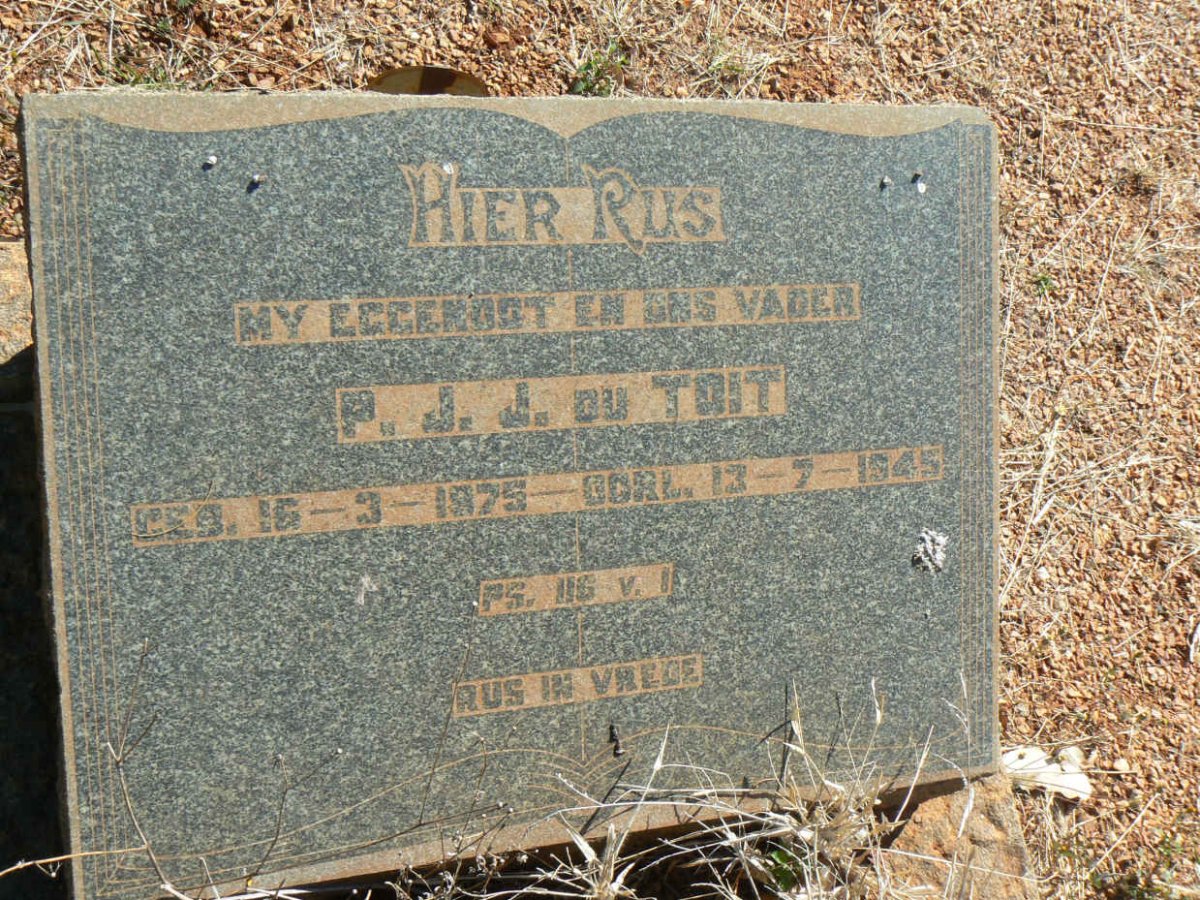 HIER RUS
MY EGGENOOT EN ONS VADER
P. J. J. DU TOIT
GEB. 16-3-1875-OORL. 13-7-1945
PS. 116 V. 1
RUS IN VREDE